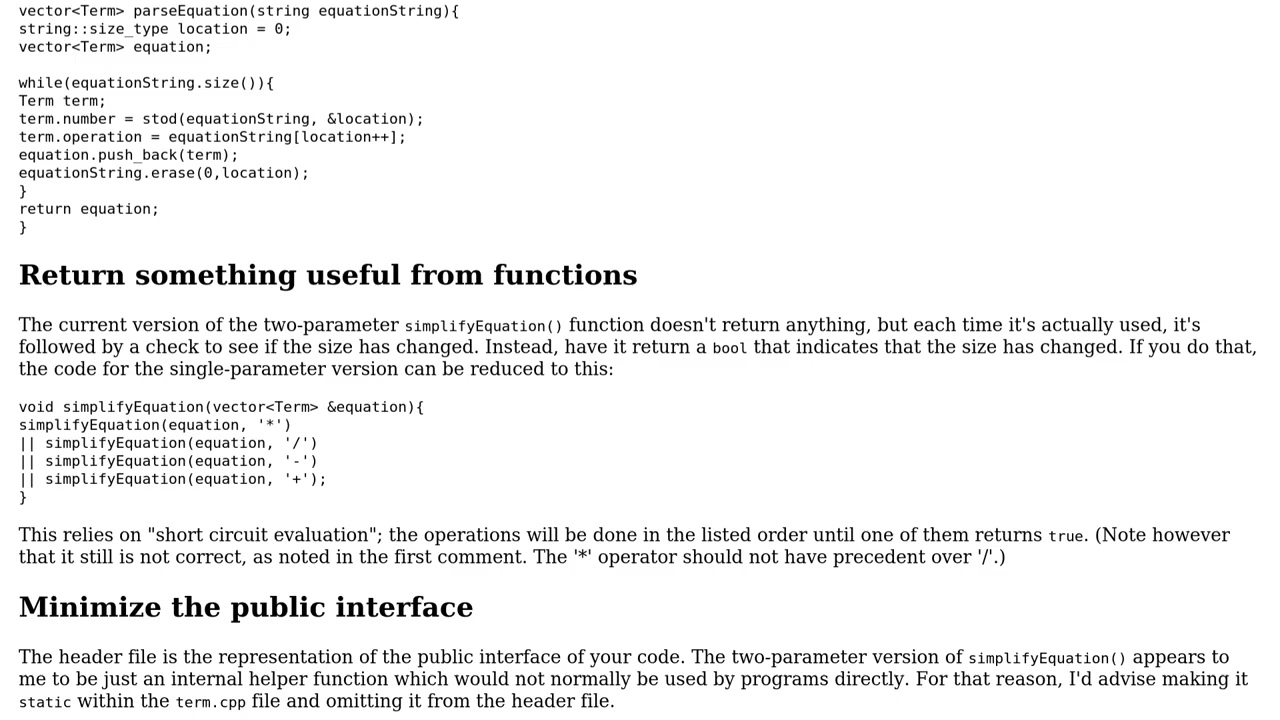 vector<Term> parseEquation(string equationString){
string::size_type location = 0;
vector<Term> equation;
while(equationString.size()){
Term term;
term.number = stod(equationString, &location);
term.operation = equationString[location++];
equation.push_back(term);
equationString.erase(0,location);
}
return equation;
}
Return something useful from functions
The current version of the two-parameter simplifyEquation() function doesn't return anything, but each time it's actually used, it's
followed by a check to see if the size has changed. Instead, have it return a bool that indicates that the size has changed. If you do that,
the code for the single-parameter version can be reduced to this:
void simplifyEquation(vector<Term> &equation){
simplifyEquation(equation, '*')
|| simplifyEquation(equation, '/')
|| simplifyEquation(equation, '-')
|| simplifyEquation(equation, '+');
}
This relies on "short circuit evaluation"; the operations will be done in the listed order until one of them returns true. (Note however
that it still is not correct, as noted in the first comment. The '*' operator should not have precedent over '/'.)
Minimize the public interface
The header file is the representation of the public interface of your code. The two-parameter version of simplifyEquation() appears to
me to be just an internal helper function which would not normally be used by programs directly. For that reason, I'd advise making it
static within the term.cpp file and omitting it from the header file.